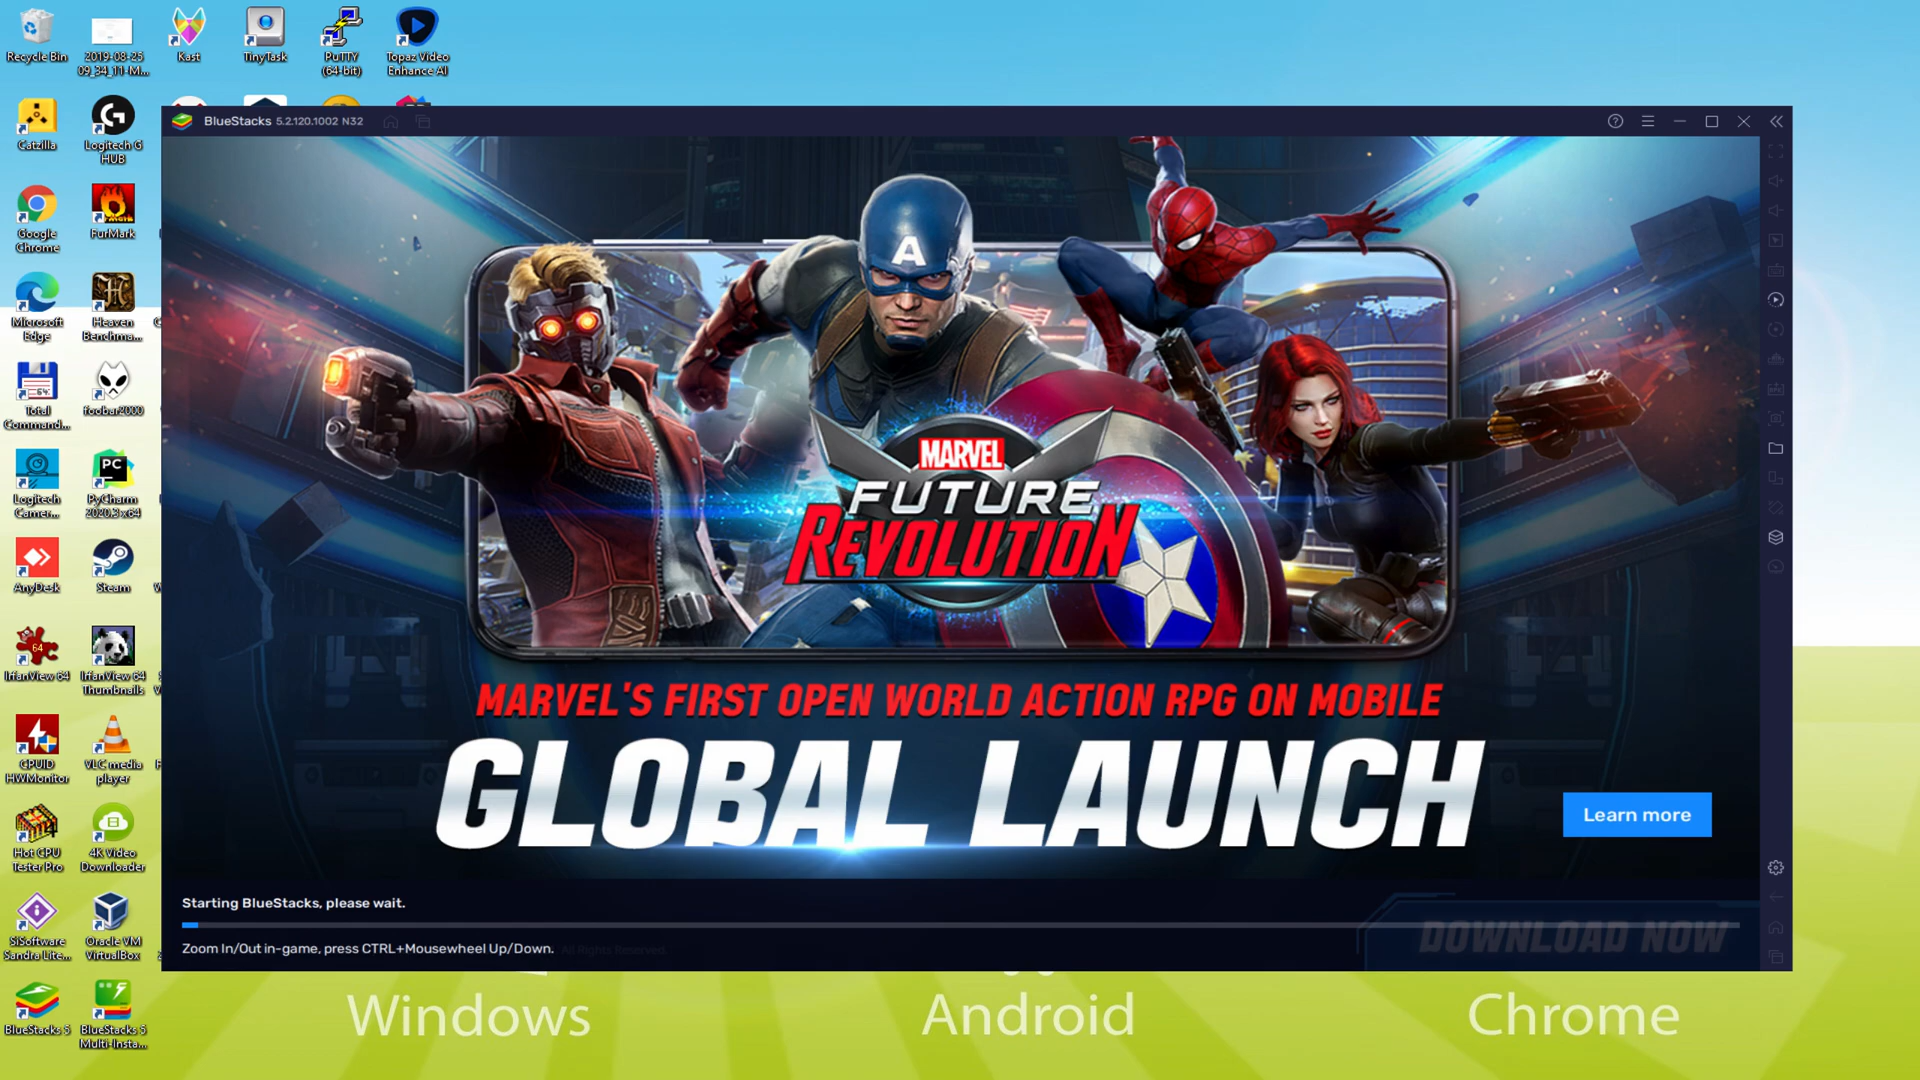 Recycle Bin
2019-08-25
09_34_11-M...
Kast
TinyTask
PuTTY
(64-bit)
Topaz Video
Enhance AI
Catzilla
Logitech G
HUB
Google
Chrome
FurMark
Microsoft
Edge
Heaven
Benchma...
Total
Command...
foobar2000
Logitech
Camer...
PyCharm
2020.3 x64
AnyDesk
Steam
IrfanView 64
IrfanView 64
Thumbnails
CPUID
HWMonitor
VLC media
player
Hot CPU
Tester Pro
4K Video
Downloader
SiSoftware
Sandra Lite...
Oracle VM
VirtualBox
BlueStacks 5
BlueStacks 5
Multi-Insta...
BlueStacks 5.2.120.1002 N32
A
MARVEL
FUTURE
REVOLUTION
MARVEL'S FIRST OPEN WORLD ACTION RPG ON MOBILE
GLOBAL LAUNCH
Learn more
Starting BlueStacks, please wait.
DOWNLOAD NOW
Zoom In/Out in-game, press CTRL+Mousewheel Up/Down.
All Rights Reserved.
Windows
Android
Chrome